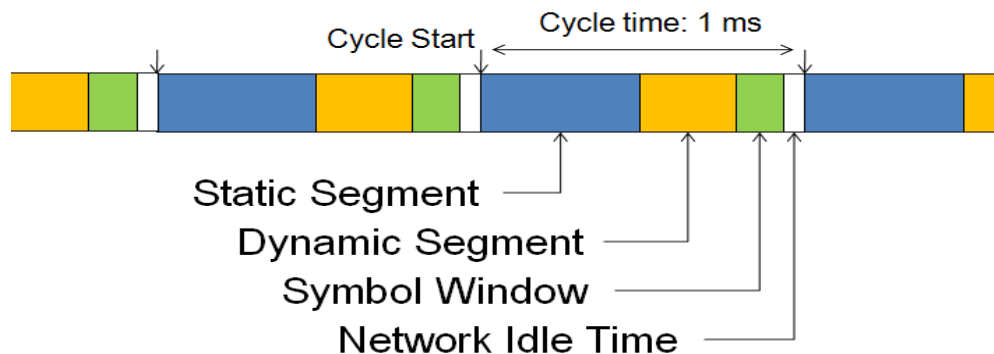 Cycle Start
Cycle time: 1 ms
Static Segment
Dynamic Segment
Symbol Window
Network Idle Time